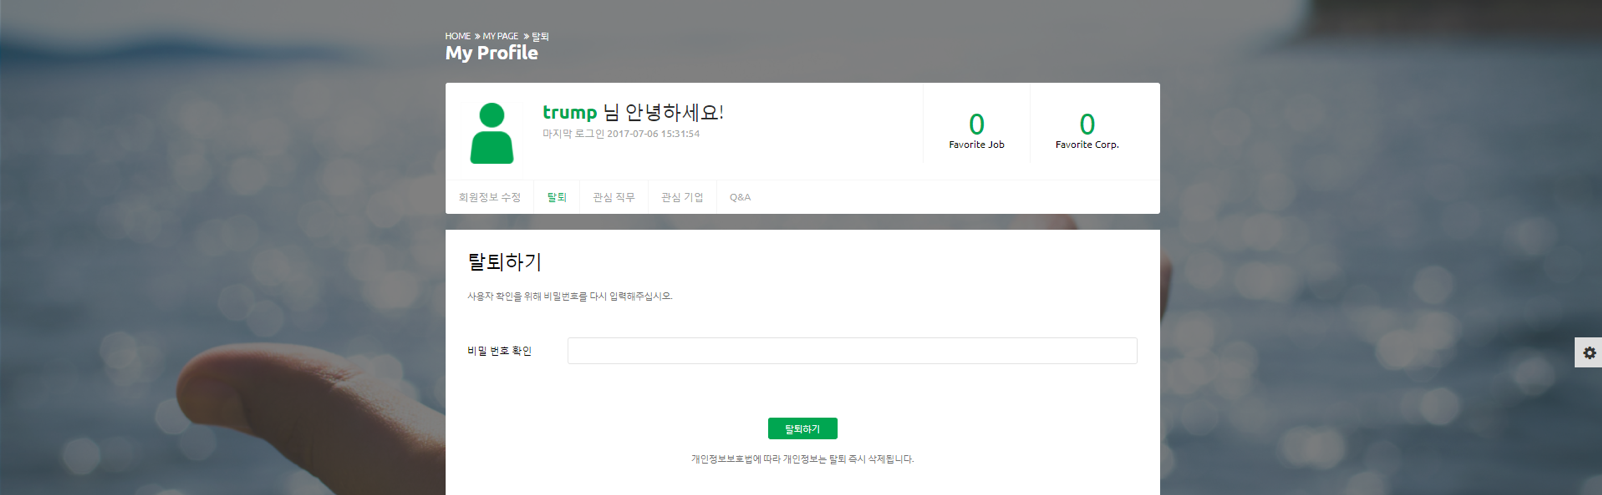 HOME » MY PAGE » 탈퇴
My Profile
trump 님 안녕하세요!
마지막 로그인 2017-07-06 15:31:54
0
Favorite Job
0
Favorite Corp.
회원정보 수정 탈퇴 관심 직무 관심 기업 Q&A
탈퇴하기
사용자 확인을 위해 비밀번호를 다시 입력해주십시오.
비밀 번호 확인
탈퇴하기
개인정보보호법에 따라 개인정보는 탈퇴 즉시 삭제됩니다.